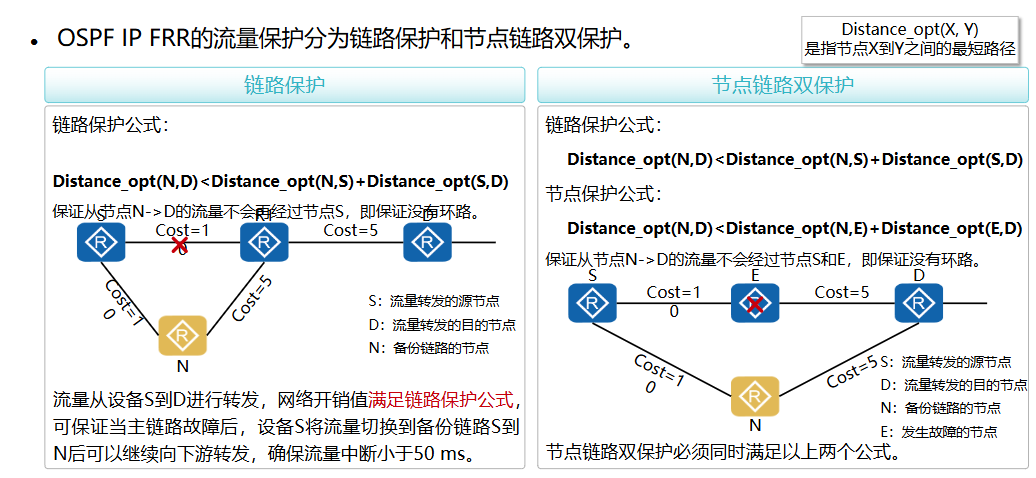 • OSPF IP FRR的流量保护分为链路保护和节点链路双保护。
Distance_opt(X, Y)
是指节点X到Y之间的最短路径
链路保护
链路保护公式：
Distance_opt(N,D)<Distance_opt(N,S)+Distance_opt(S,D)
保证从节点N->D的流量不会再经过节点S，即保证没有环路。
S
R1
D
Cost=1
0
Cost=5
Cost=1
0
Cost=5
N
S：流量转发的源节点
D：流量转发的目的节点
N：备份链路的节点
流量从设备S到D进行转发，网络开销值满足链路保护公式，
可保证当主链路故障后，设备S将流量切换到备份链路S到
N后可以继续向下游转发，确保流量中断小于50 ms。
节点链路双保护
链路保护公式：
Distance_opt(N,D)<Distance_opt(N,S)+Distance_opt(S,D)
节点保护公式：
Distance_opt(N,D)<Distance_opt(N,E)+Distance_opt(E,D)
保证从节点N->D的流量不会经过节点S和E，即保证没有环路。
S
E
D
Cost=1
0
Cost=5
Cost=1
0
Cost=5
N
S：流量转发的源节点
D：流量转发的目的节点
N：备份链路的节点
E：发生故障的节点
节点链路双保护必须同时满足以上两个公式。